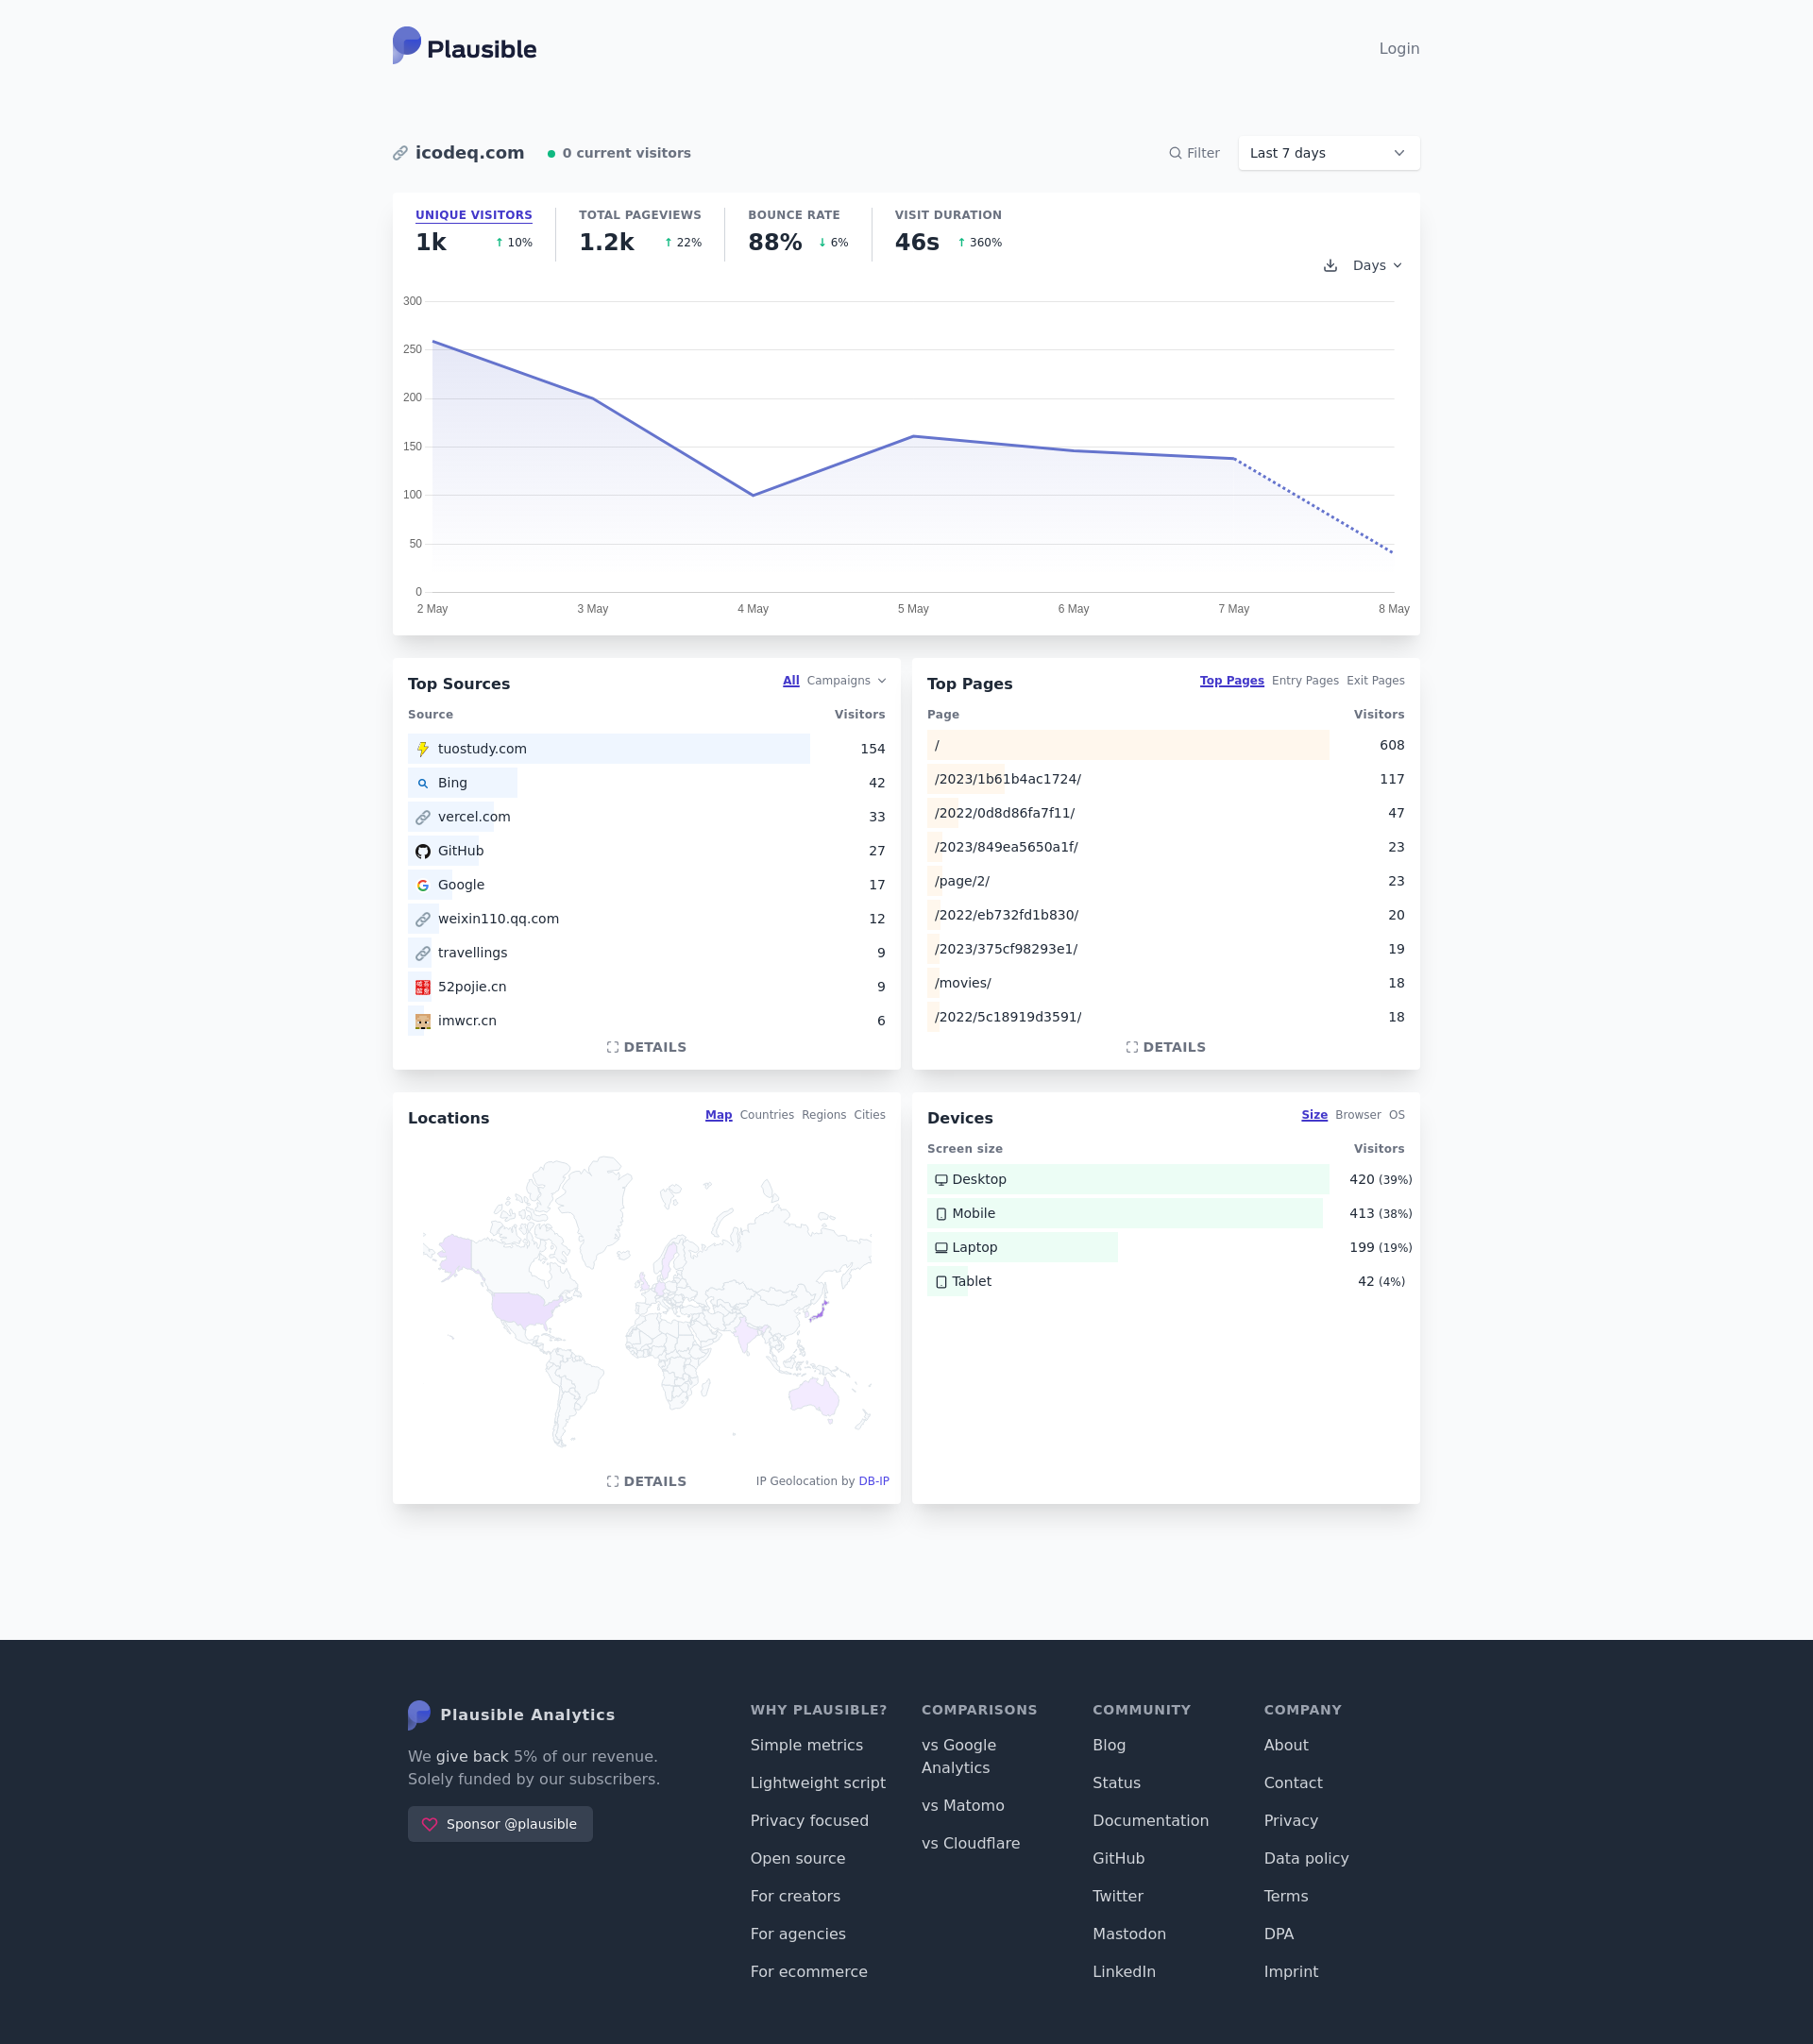 Plausible
Login
icodeq.com
0 current visitors
Filter
Last 7 days
UNIQUE VISITORS
1k ↑ 10%
TOTAL PAGEVIEWS
1.2k ↑ 22%
BOUNCE RATE
88% ↓ 6%
VISIT DURATION
46s ↑ 360%
Days
300
250
200
150
100
50
0
2 May 3 May 4 May 5 May 6 May 7 May 8 May
Top Sources
All Campaigns
Source Visitors
tuostudy.com 154
Bing 42
vercel.com 33
GitHub 27
Google 17
weixin110.qq.com 12
travellings 9
52pojie.cn 9
imwcr.cn 6
DETAILS
Top Pages
Top Pages Entry Pages Exit Pages
Page Visitors
/ 608
/2023/1b61b4ac1724/ 117
/2022/0d8d86fa7f11/ 47
/2023/849ea5650a1f/ 23
/page/2/ 23
/2022/eb732fd1b830/ 20
/2023/375cf98293e1/ 19
/movies/ 18
/2022/5c18919d3591/ 18
DETAILS
Locations
Map Countries Regions Cities
DETAILS
IP Geolocation by DB-IP
Devices
Size Browser OS
Screen size Visitors
Desktop 420 (39%)
Mobile 413 (38%)
Laptop 199 (19%)
Tablet 42 (4%)
Plausible Analytics
We give back 5% of our revenue.
Solely funded by our subscribers.
Sponsor @plausible
WHY PLAUSIBLE?
Simple metrics
Lightweight script
Privacy focused
Open source
For creators
For agencies
For ecommerce
COMPARISONS
vs Google
Analytics
vs Matomo
vs Cloudflare
COMMUNITY
Blog
Status
Documentation
GitHub
Twitter
Mastodon
LinkedIn
COMPANY
About
Contact
Privacy
Data policy
Terms
DPA
Imprint